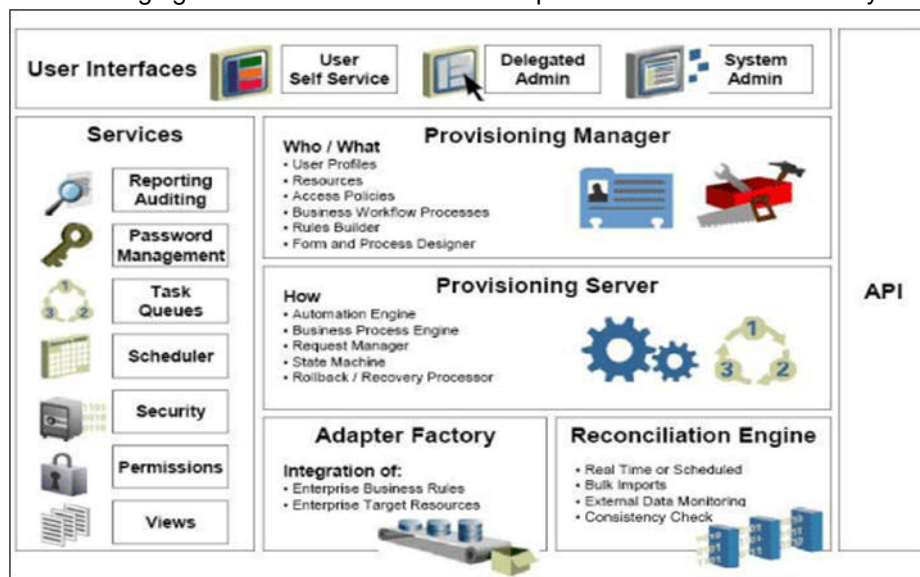 User Interfaces
User
Self Service
Delegated
Admin
System
Admin
Services
Reporting
Auditing
Password
Management
Task
Queues
Scheduler
Security
Permissions
Views
Provisioning Manager
Who / What
• User Profiles
• Resources
• Access Policies
• Business Workflow Processes
• Rules Builder
• Form and Process Designer
Provisioning Server
How
• Automation Engine
• Business Process Engine
• Request Manager
• State Machine
• Rollback / Recovery Processor
1
2
3
Adapter Factory
Integration of:
• Enterprise Business Rules
• Enterprise Target Resources
Reconciliation Engine
• Real Time or Scheduled
• Bulk Imports
• External Data Monitoring
• Consistency Check
API